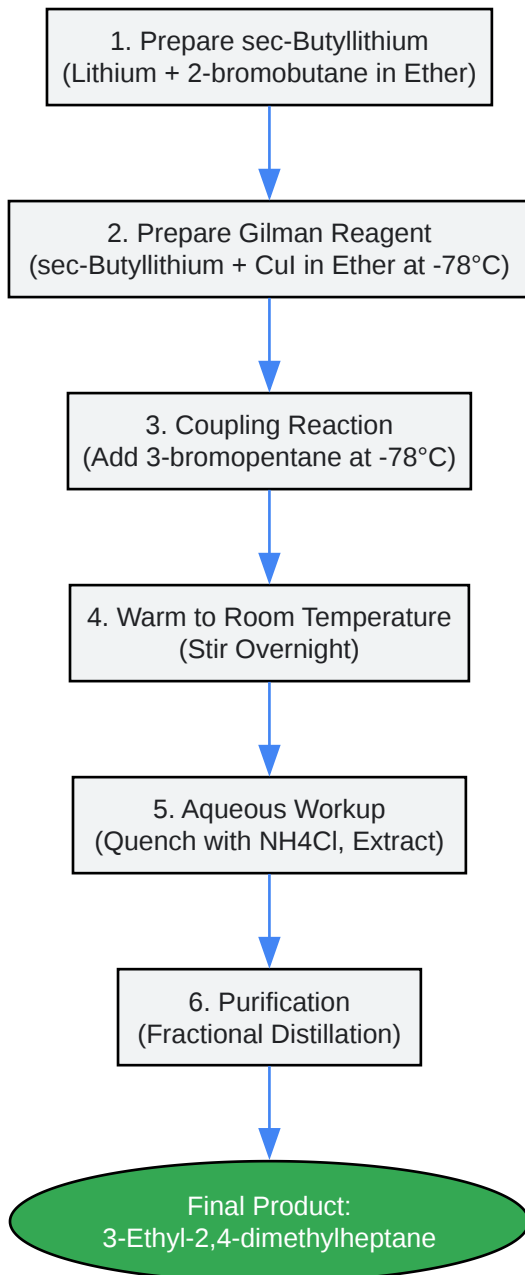 1. Prepare sec-Butyllithium
(Lithium + 2-bromobutane in Ether)
2. Prepare Gilman Reagent
(sec-Butyllithium + CuI in Ether at -78°C)
3. Coupling Reaction
(Add 3-bromopentane at -78°C)
4. Warm to Room Temperature
(Stir Overnight)
5. Aqueous Workup
(Quench with NH4Cl, Extract)
6. Purification
(Fractional Distillation)
Final Product:
3-Ethyl-2,4-dimethylheptane